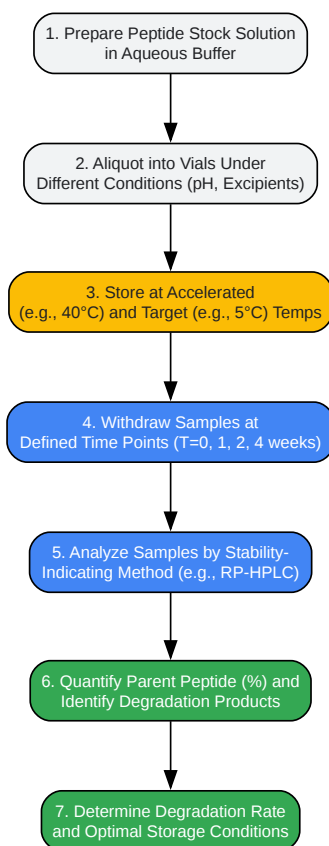 1. Prepare Peptide Stock Solution
in Aqueous Buffer
2. Aliquot into Vials Under
Different Conditions (pH, Excipients)
3. Store at Accelerated
(e.g., 40°C) and Target (e.g., 5°C) Temps
4. Withdraw Samples at
Defined Time Points (T=0, 1, 2, 4 weeks)
5. Analyze Samples by Stability-
Indicating Method (e.g., RP-HPLC)
6. Quantify Parent Peptide (%) and
Identify Degradation Products
7. Determine Degradation Rate
and Optimal Storage Conditions